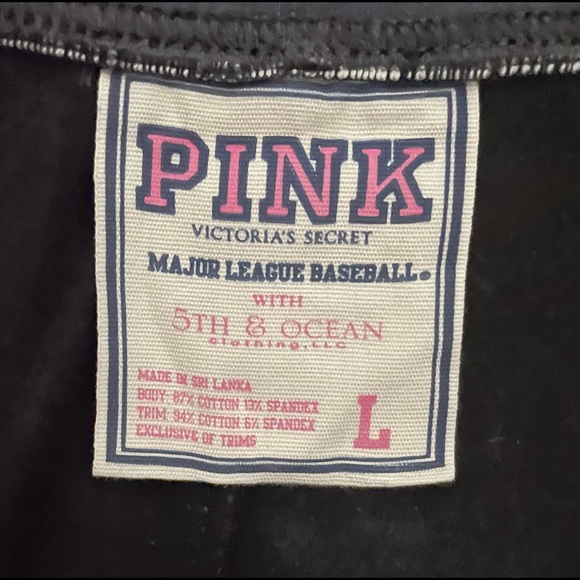 PINK
VICTORIA'S SECRET
MAJOR LEAGUE BASEBALL®
WITH
5TH & OCEAN
clothing, LLC
MADE IN SRI LANKA
BODY 87% COTTON 13% SPANDEX
TRIM 94% COTTON 6% SPANDEX
EXCLUSIVE OF TRIMS
L